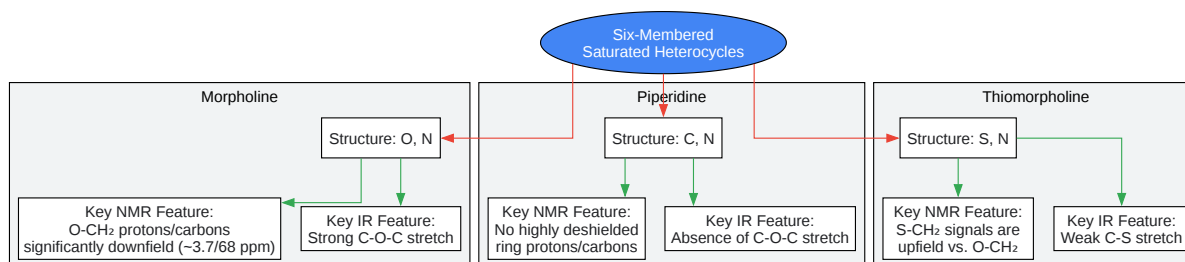 Six-Membered
Saturated Heterocycles
Morpholine
Structure: O, N
Key NMR Feature:
O-CH₂ protons/carbons
significantly downfield (~3.7/68 ppm)
Key IR Feature:
Strong C-O-C stretch
Piperidine
Structure: C, N
Key NMR Feature:
No highly deshielded
ring protons/carbons
Key IR Feature:
Absence of C-O-C stretch
Thiomorpholine
Structure: S, N
Key NMR Feature:
S-CH₂ signals are
upfield vs. O-CH₂
Key IR Feature:
Weak C-S stretch